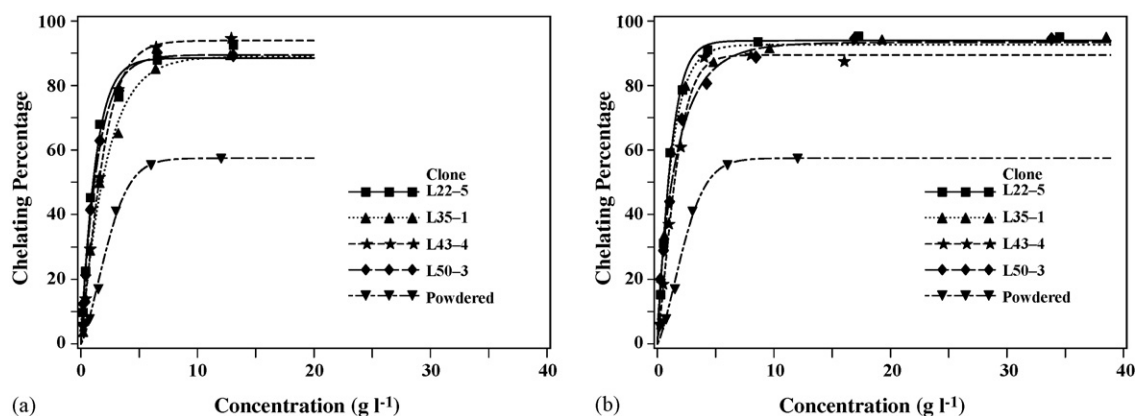 100
80
60
40
20
0
Chelating Percentage
Clone
L22–5
L35–1
L43–4
L50–3
Powdered
0 10 20 30 40
(a) Concentration (g l-1)
100
80
60
40
20
0
Chelating Percentage
Clone
L22–5
L35–1
L43–4
L50–3
Powdered
0 10 20 30 40
(b) Concentration (g l-1)